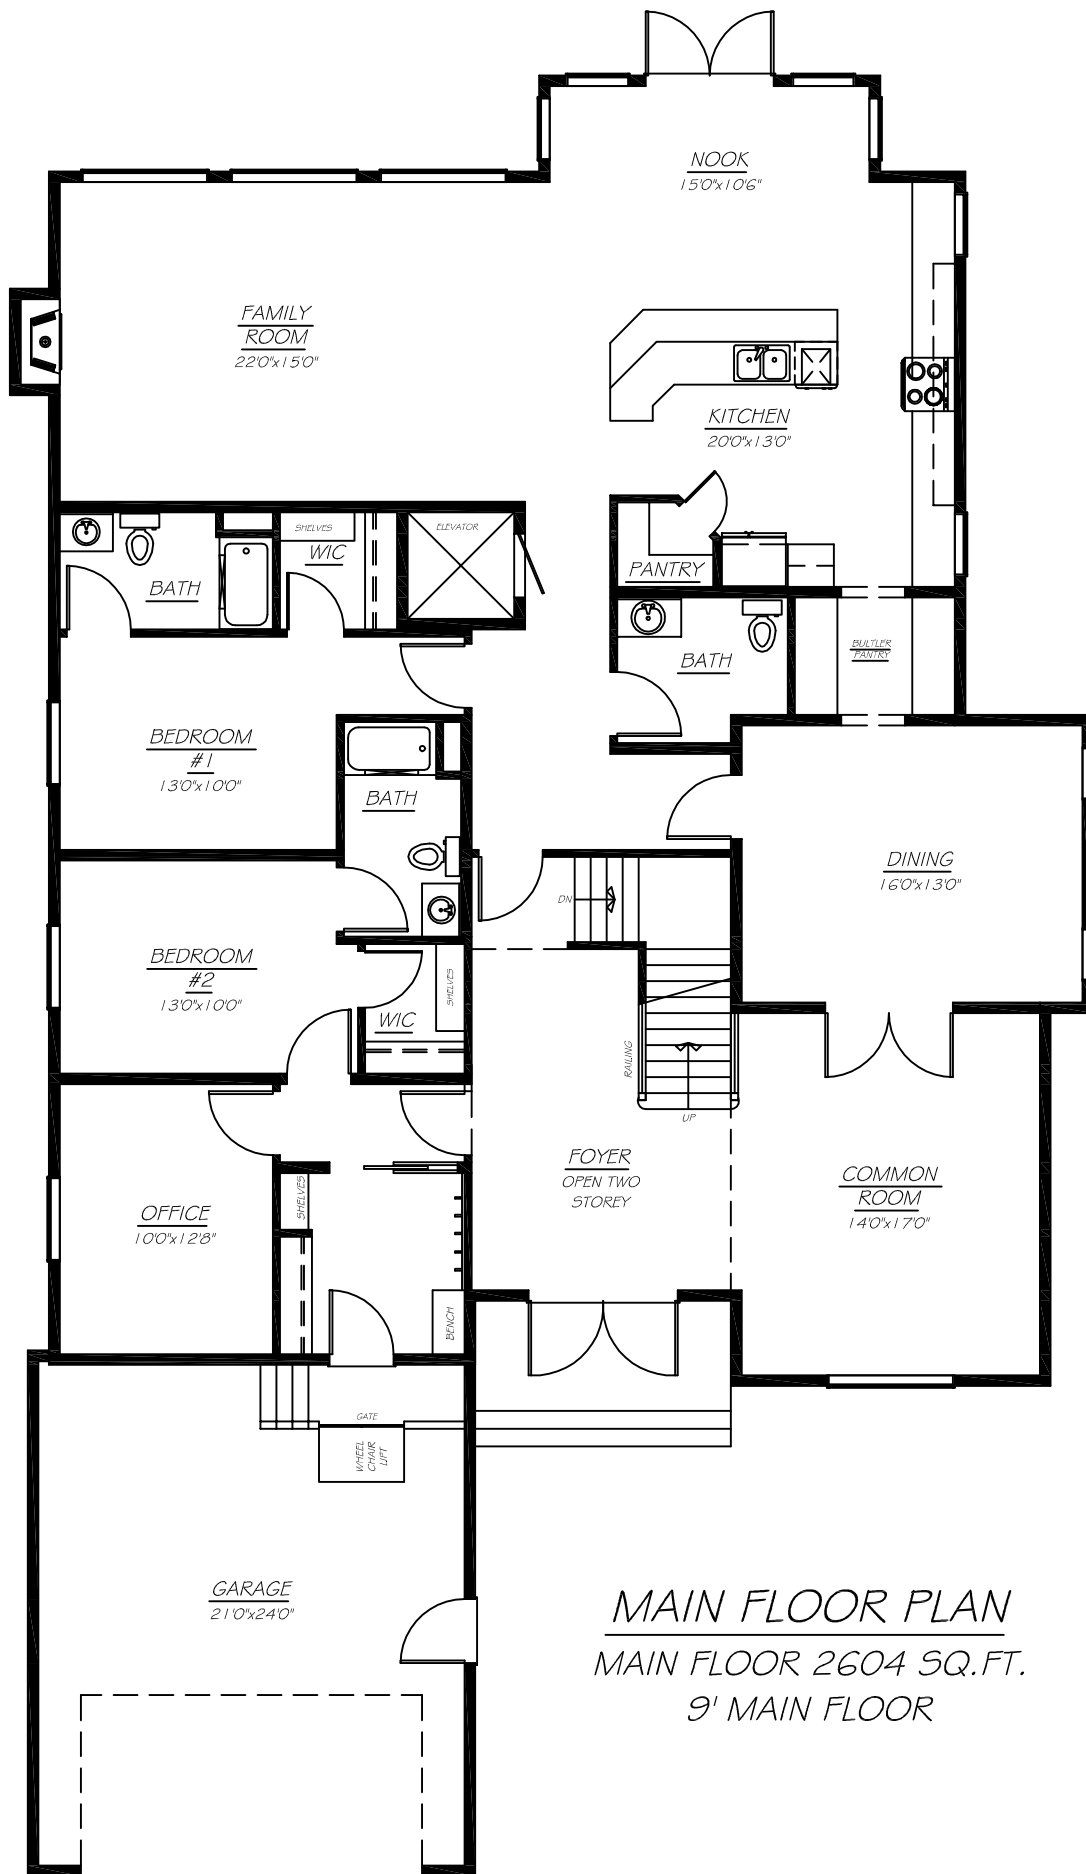 NOOK
15'0"x10'6"
FAMILY
ROOM
22'0"x15'0"
KITCHEN
20'0"x13'0"
SHELVES
WIC
ELEVATOR
BATH
PANTRY
BATH
BULTLER
PANTRY
BEDROOM
#1
13'0"x10'0"
BATH
DINING
16'0"x13'0"
DN
BEDROOM
#2
13'0"x10'0"
SHELVES
WIC
RAILING
UP
FOYER
OPEN TWO
STOREY
COMMON
ROOM
14'0"x17'0"
SHELVES
OFFICE
10'0"x12'8"
BENCH
GATE
WHEEL
CHAIR
LIFT
GARAGE
21'0"x24'0"
MAIN FLOOR PLAN
MAIN FLOOR 2604 SQ.FT.
9' MAIN FLOOR